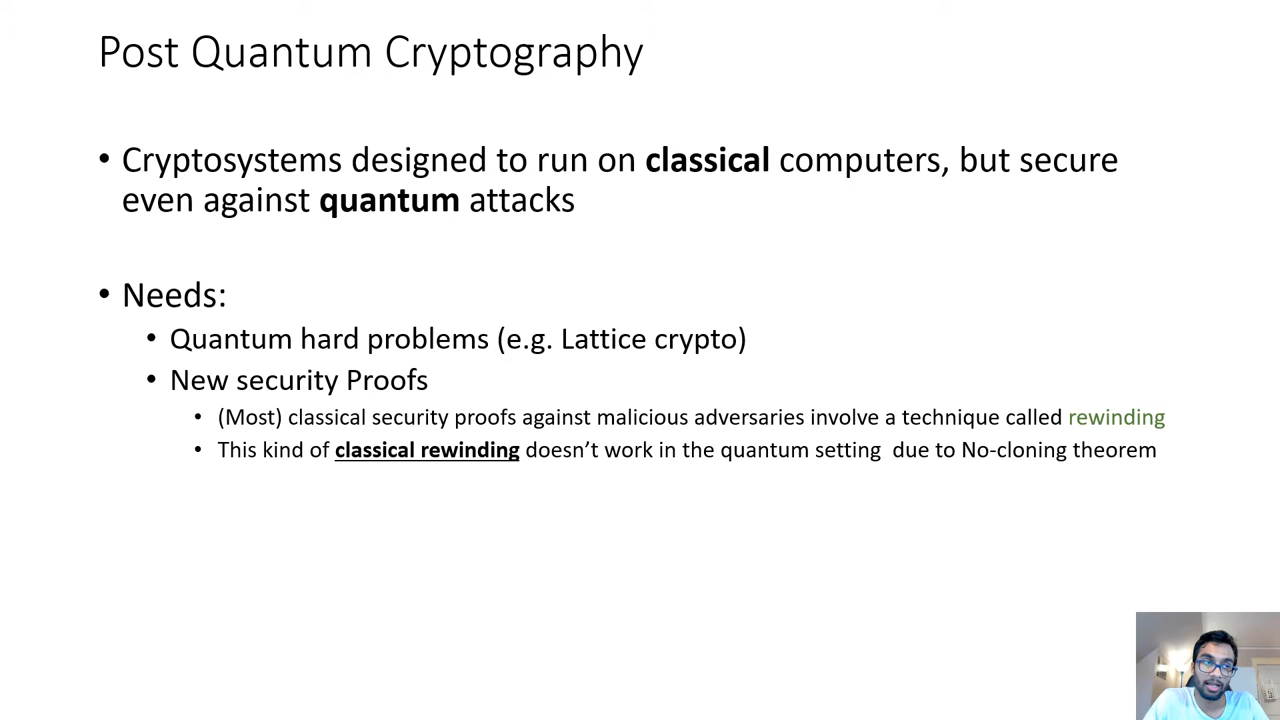 Post Quantum Cryptography
• Cryptosystems designed to run on classical computers, but secure
even against quantum attacks
• Needs:
• Quantum hard problems (e.g. Lattice crypto)
• New security Proofs
• (Most) classical security proofs against malicious adversaries involve a technique called rewinding
• This kind of classical rewinding doesn’t work in the quantum setting  due to No-cloning theorem